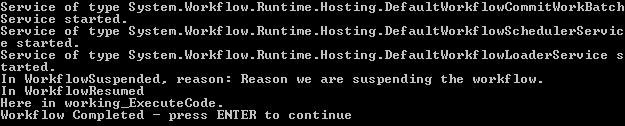 Service of type System.Workflow.Runtime.Hosting.DefaultWorkflowCommitWorkBatch
Service started.
Service of type System.Workflow.Runtime.Hosting.DefaultWorkflowSchedulerServic
e started.
Service of type System.Workflow.Runtime.Hosting.DefaultWorkflowLoaderService s
tarted.
In WorkflowSuspended, reason: Reason we are suspending the workflow.
In WorkflowResumed
Here in working_ExecuteCode.
Workflow Completed - press ENTER to continue